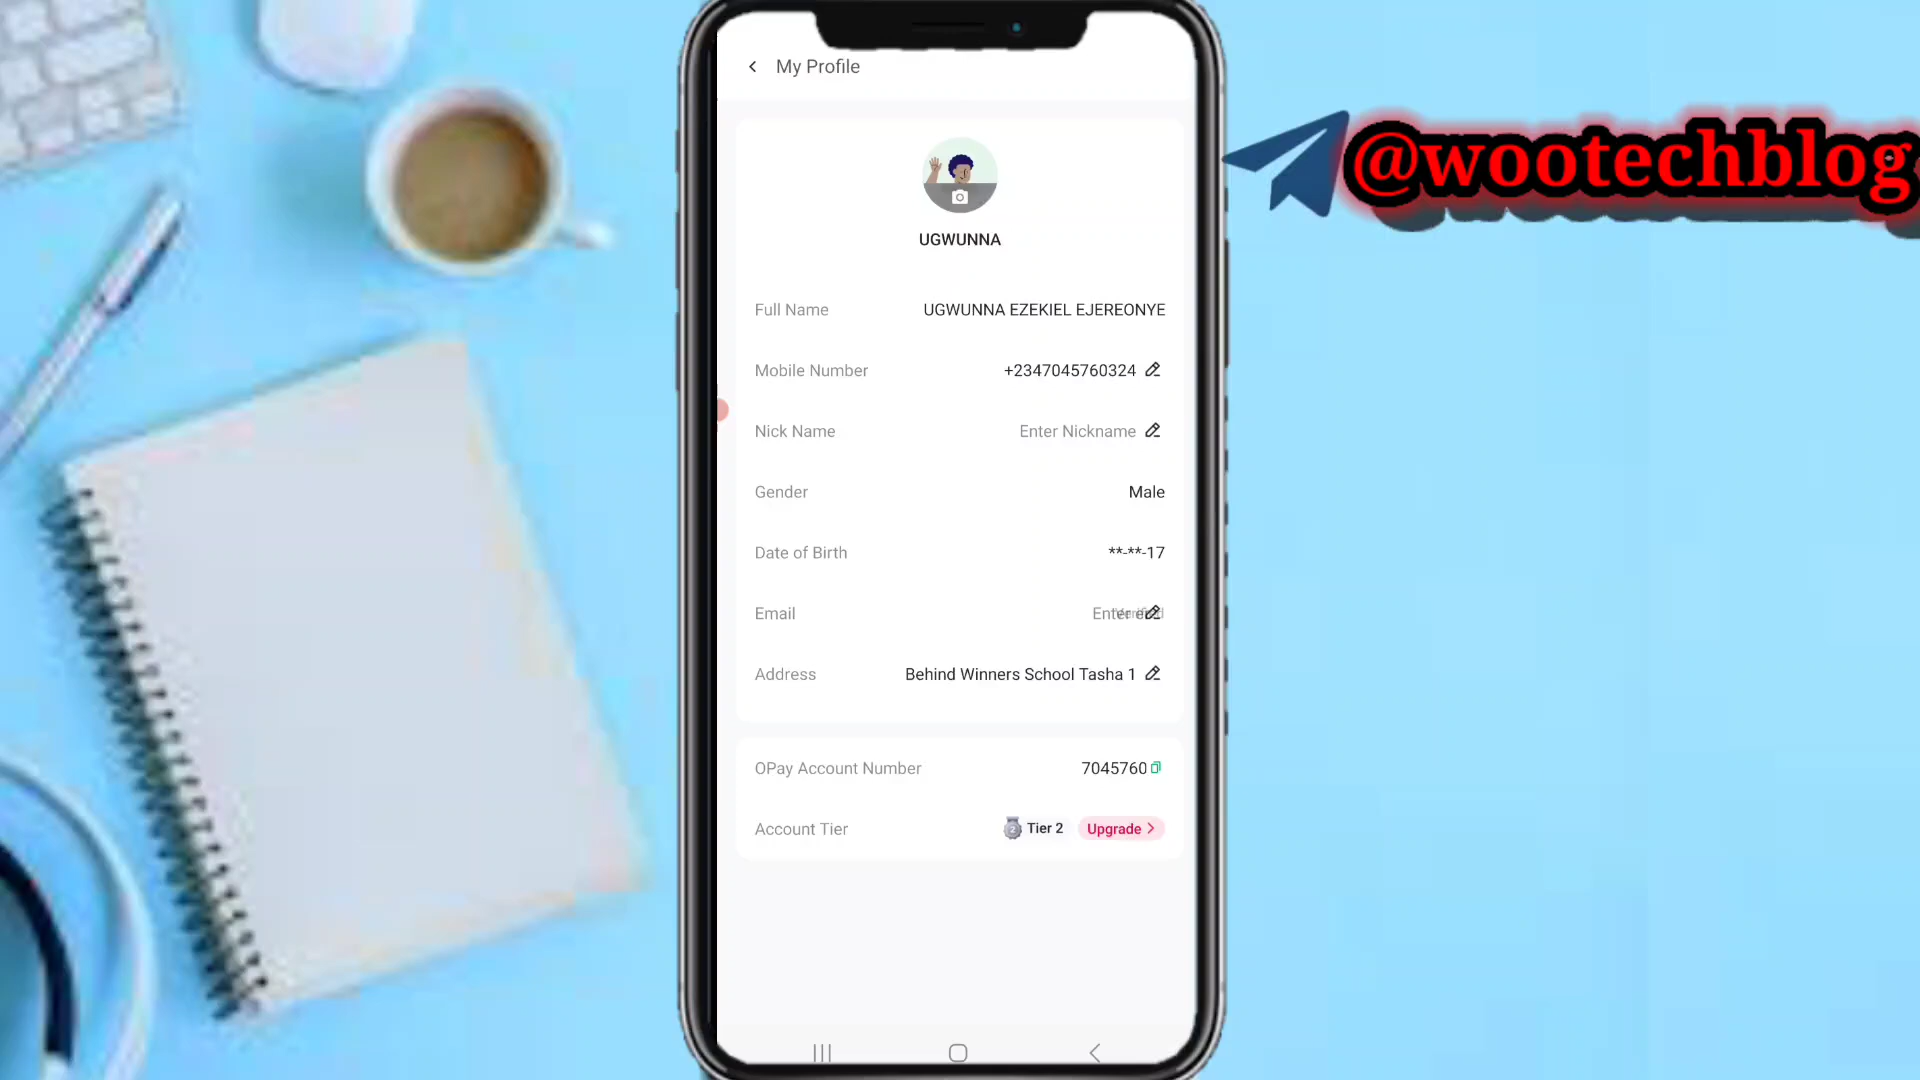 My Profile
@wootechblog
UGWUNNA
Full Name UGWUNNA EZEKIEL EJEREONYE
Mobile Number +2347045760324
Nick Name Enter Nickname
Gender Male
Date of Birth **-**-17
Email Enter
Address Behind Winners School Tasha 1
OPay Account Number 7045760
Account Tier 2 Tier 2 Upgrade >